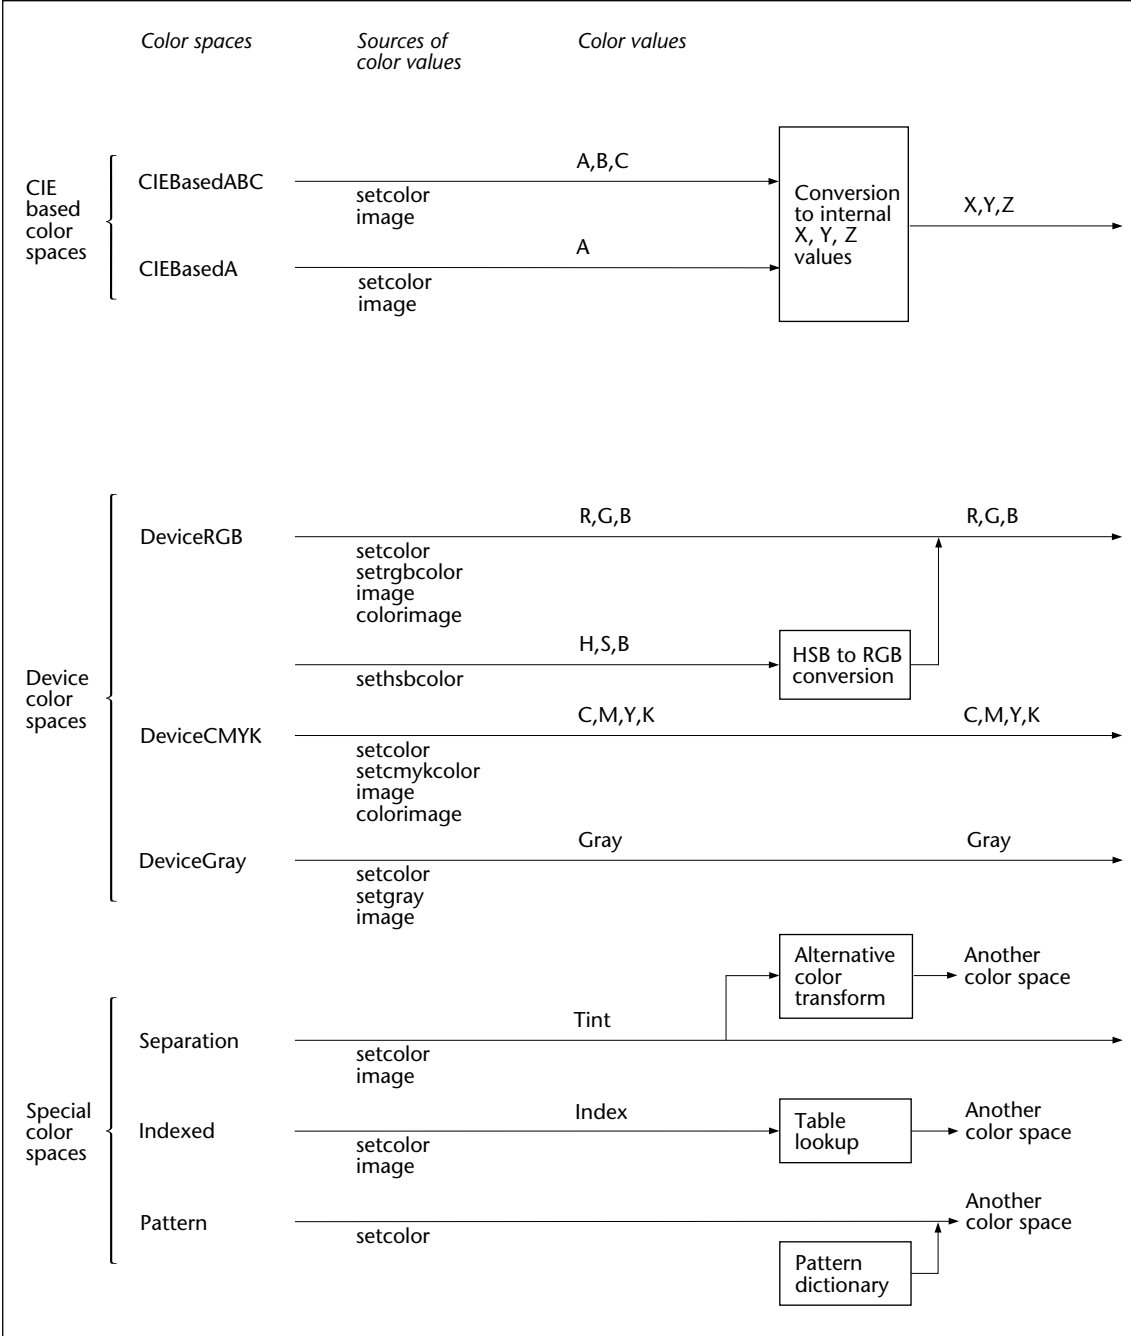 Color spaces
Sources of
color values
Color values
CIE
based
color
spaces
CIEBasedABC
setcolor
image
A,B,C
CIEBasedA
setcolor
image
A
Conversion
to internal
X, Y, Z
values
X,Y,Z
Device
color
spaces
DeviceRGB
setcolor
setrgbcolor
image
colorimage
R,G,B
R,G,B
sethsbcolor
H,S,B
HSB to RGB
conversion
DeviceCMYK
setcolor
setcmykcolor
image
colorimage
C,M,Y,K
C,M,Y,K
DeviceGray
setcolor
setgray
image
Gray
Gray
Special
color
spaces
Separation
setcolor
image
Tint
Alternative
color
transform
Another
color space
Indexed
setcolor
image
Index
Table
lookup
Another
color space
Pattern
setcolor
Pattern
dictionary
Another
color space